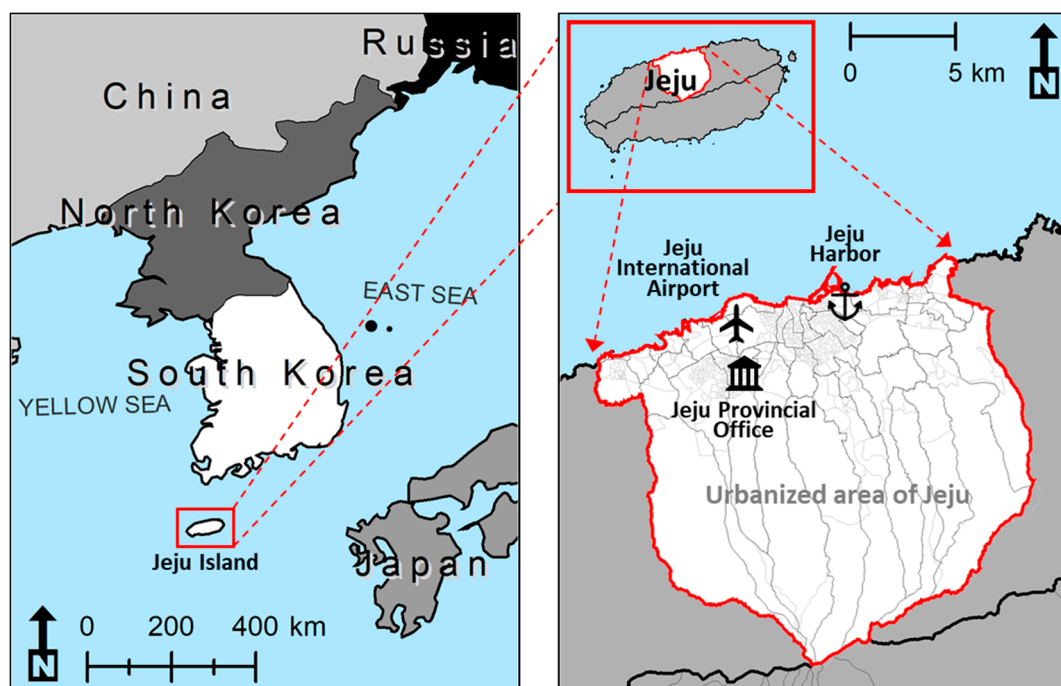 Russia
China
North Korea
EAST SEA
South Korea
YELLOW SEA
Jeju Island
Japan
0 200 400 km
N
Jeju
0 5 km
N
Jeju
International
Airport
Jeju
Harbor
Jeju Provincial
Office
Urbanized area of Jeju